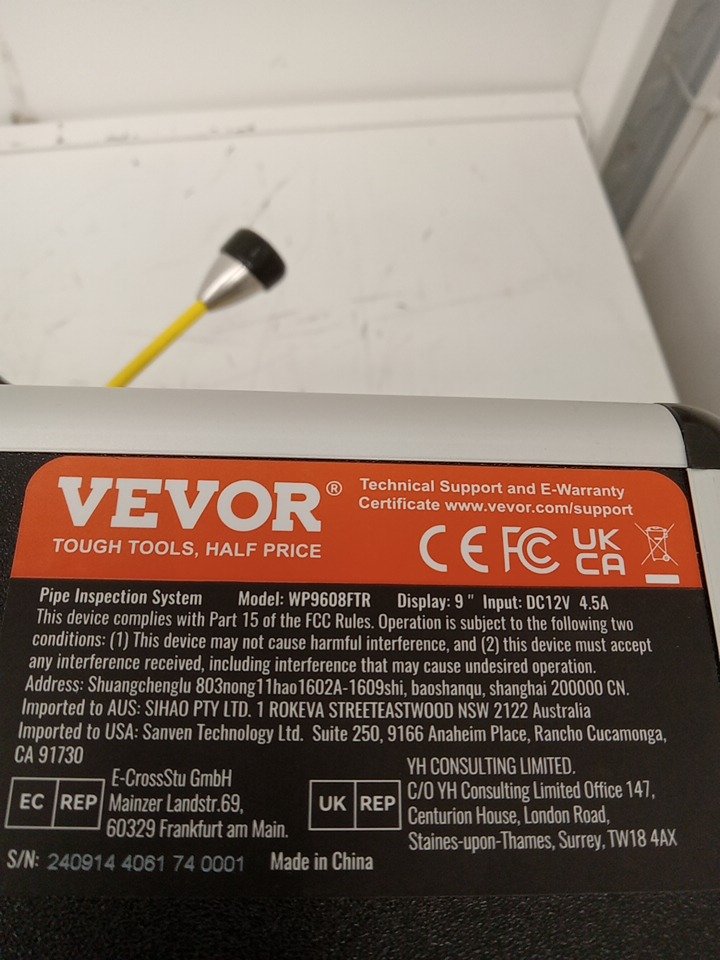 VEVOR®
TOUGH TOOLS, HALF PRICE
Technical Support and E-Warranty
Certificate www.vevor.com/support
CE FC UK
CA
Pipe Inspection System Model: WP9608FTR Display: 9 " Input: DC12V 4.5A
This device complies with Part 15 of the FCC Rules. Operation is subject to the following two
conditions: (1) This device may not cause harmful interference, and (2) this device must accept
any interference received, including interference that may cause undesired operation.
Address: Shuangchenglu 803nong11hao1602A-1609shi, baoshanqu, shanghai 200000 CN.
Imported to AUS: SIHAO PTY LTD. 1 ROKEVA STREETEASTWOOD NSW 2122 Australia
Imported to USA: Sanven Technology Ltd. Suite 250, 9166 Anaheim Place, Rancho Cucamonga,
CA 91730
EC REP
E-CrossStu GmbH
Mainzer Landstr.69,
60329 Frankfurt am Main.
UK REP
YH CONSULTING LIMITED.
C/O YH Consulting Limited Office 147,
Centurion House, London Road,
Staines-upon-Thames, Surrey, TW18 4AX
S/N: 240914 4061 74 0001 Made in China